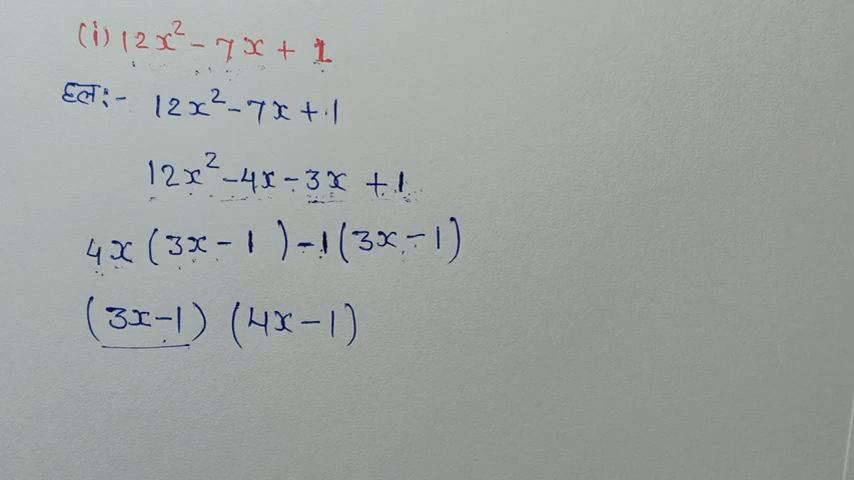 (i) 12x² - 7x + 1
हल:- 12x² - 7x + 1
12x² - 4x - 3x + 1
4x (3x - 1) - 1 (3x - 1)
(3x - 1) (4x - 1)